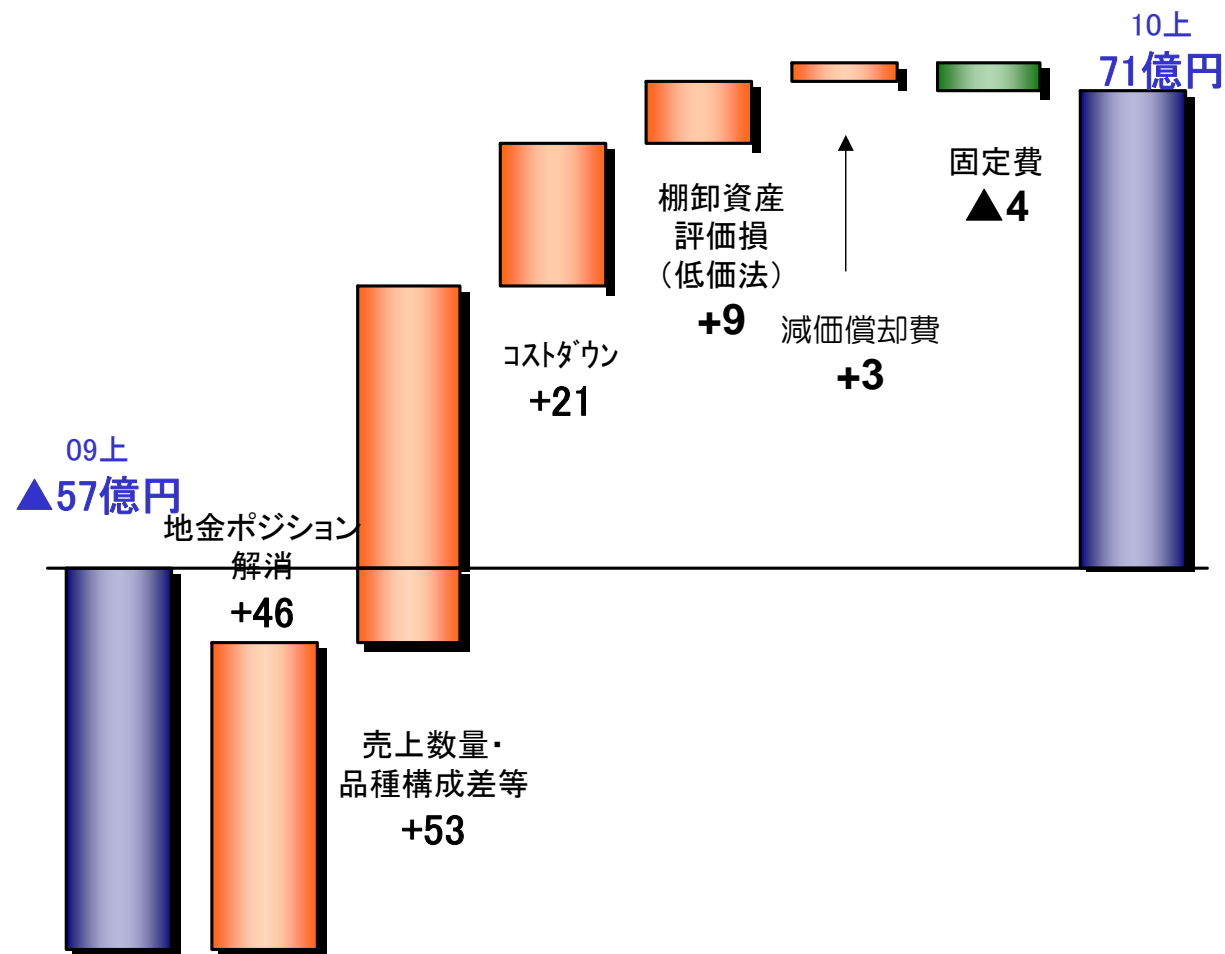 09上
▲57億円
地金ポジション
解消
+46
売上数量・
品種構成差等
+53
コストダウン
+21
棚卸資産
評価損
（低価法）
+9
減価償却費
+3
固定費
▲4
10上
71億円